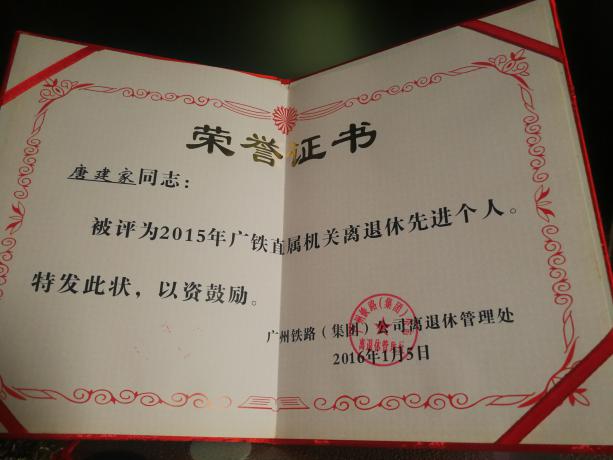 荣誉证书
唐建家同志：
被评为2015年广铁直属机关离退休先进个人。
特发此状，以资鼓励。
广州铁路（集团）公司离退休管理处
2016年1月5日